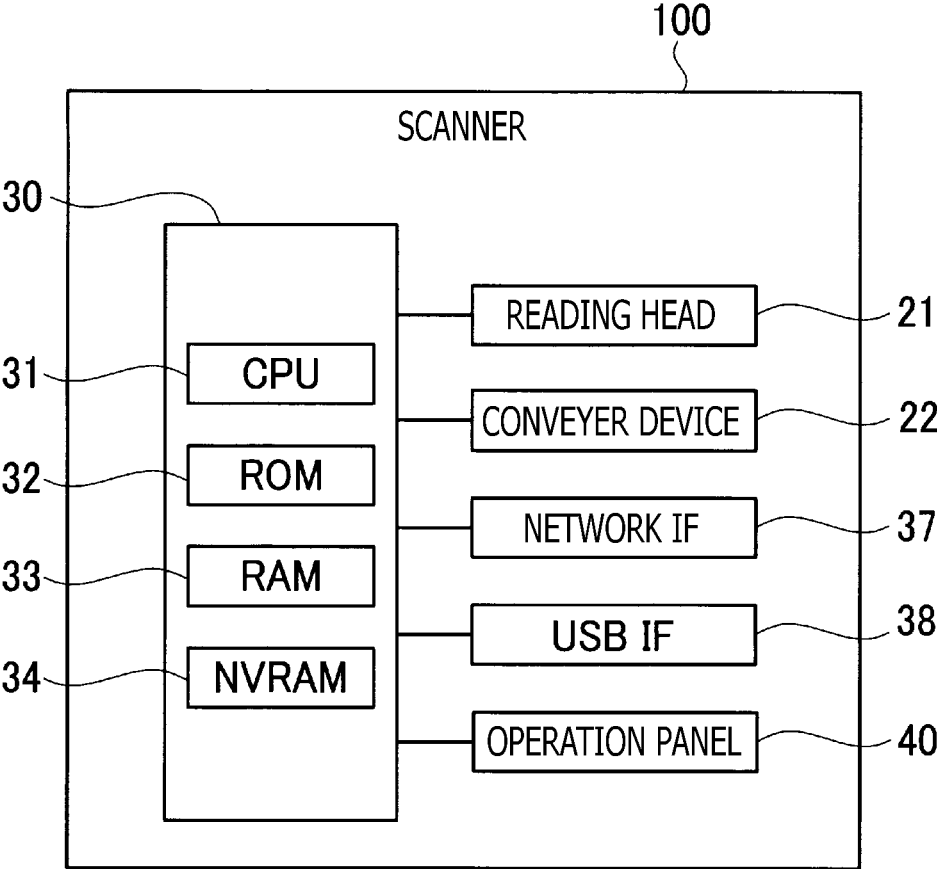 100
SCANNER
30
READING HEAD 21
31 CPU
CONVEYER DEVICE 22
32 ROM
NETWORK IF 37
33 RAM
USB IF 38
34 NVRAM
OPERATION PANEL 40